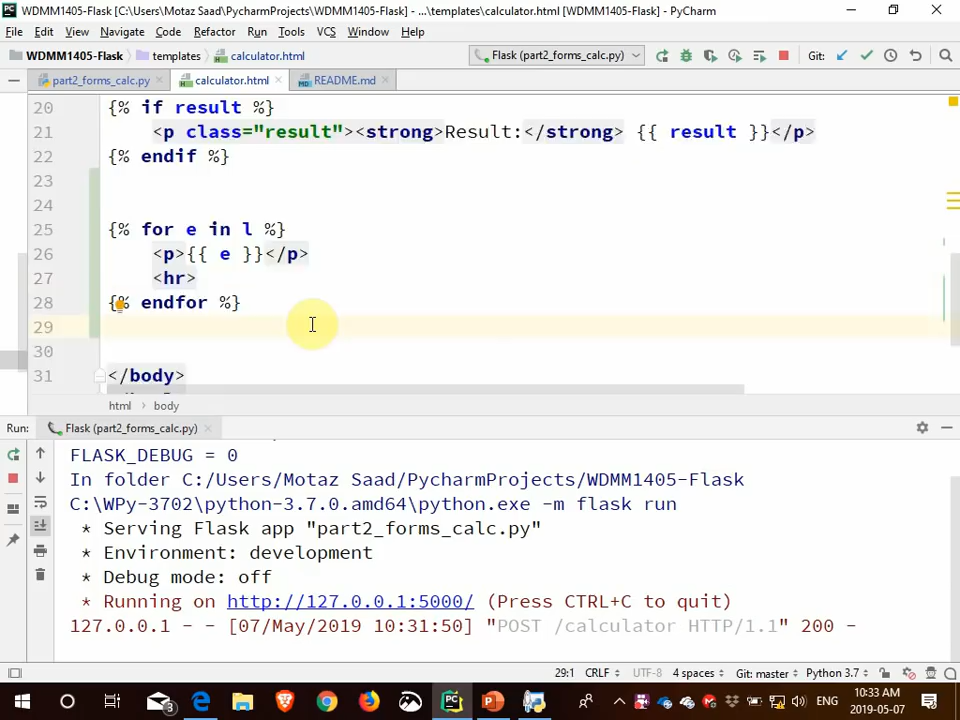 WDMM1405-Flask [C:\Users\Motaz Saad\PycharmProjects\WDMM1405-Flask] - ...\templates\calculator.html [WDMM1405-Flask] - PyCharm
File Edit View Navigate Code Refactor Run Tools VCS Window Help
WDMM1405-Flask templates calculator.html Flask (part2_forms_calc.py) Git:
part2_forms_calc.py calculator.html README.md
20 {% if result %}
21 <p class="result"><strong>Result:</strong> {{ result }}</p>
22 {% endif %}
23
24
25 {% for e in l %}
26 <p>{{ e }}</p>
27 <hr>
28 {% endfor %}
29
30
31 </body>
html › body
Run: Flask (part2_forms_calc.py)
FLASK_DEBUG = 0
In folder C:/Users/Motaz Saad/PycharmProjects/WDMM1405-Flask
C:\WPy-3702\python-3.7.0.amd64\python.exe -m flask run
* Serving Flask app "part2_forms_calc.py"
* Environment: development
* Debug mode: off
* Running on http://127.0.0.1:5000/ (Press CTRL+C to quit)
127.0.0.1 - - [07/May/2019 10:31:50] "POST /calculator HTTP/1.1" 200 -
29:1 CRLF UTF-8 4 spaces Git: master Python 3.7
3 ENG 10:33 AM
2019-05-07